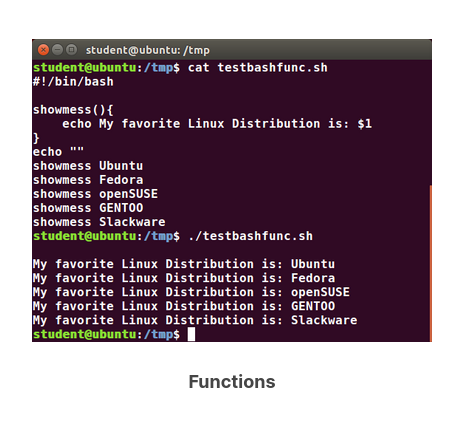 student@ubuntu: /tmp
student@ubuntu:/tmp$ cat testbashfunc.sh
#!/bin/bash

showmess(){
    echo My favorite Linux Distribution is: $1
}
echo ""
showmess Ubuntu
showmess Fedora
showmess openSUSE
showmess GENTOO
showmess Slackware
student@ubuntu:/tmp$ ./testbashfunc.sh

My favorite Linux Distribution is: Ubuntu
My favorite Linux Distribution is: Fedora
My favorite Linux Distribution is: openSUSE
My favorite Linux Distribution is: GENTOO
My favorite Linux Distribution is: Slackware
student@ubuntu:/tmp$
Functions